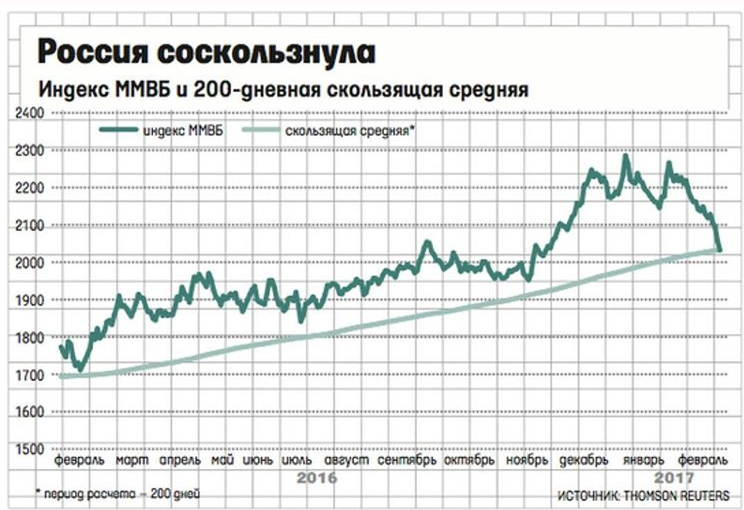 Россия соскользнула
Индекс ММВБ и 200-дневная скользящая средняя
2400
индекс ММВБ скользящая средняя*
2300
2200
2100
2000
1900
1800
1700
1600
1500
февраль март апрель май июнь июль август сентябрь октябрь ноябрь декабрь январь февраль
2016 2017
* период расчета – 200 дней ИСТОЧНИК: THOMSON REUTERS